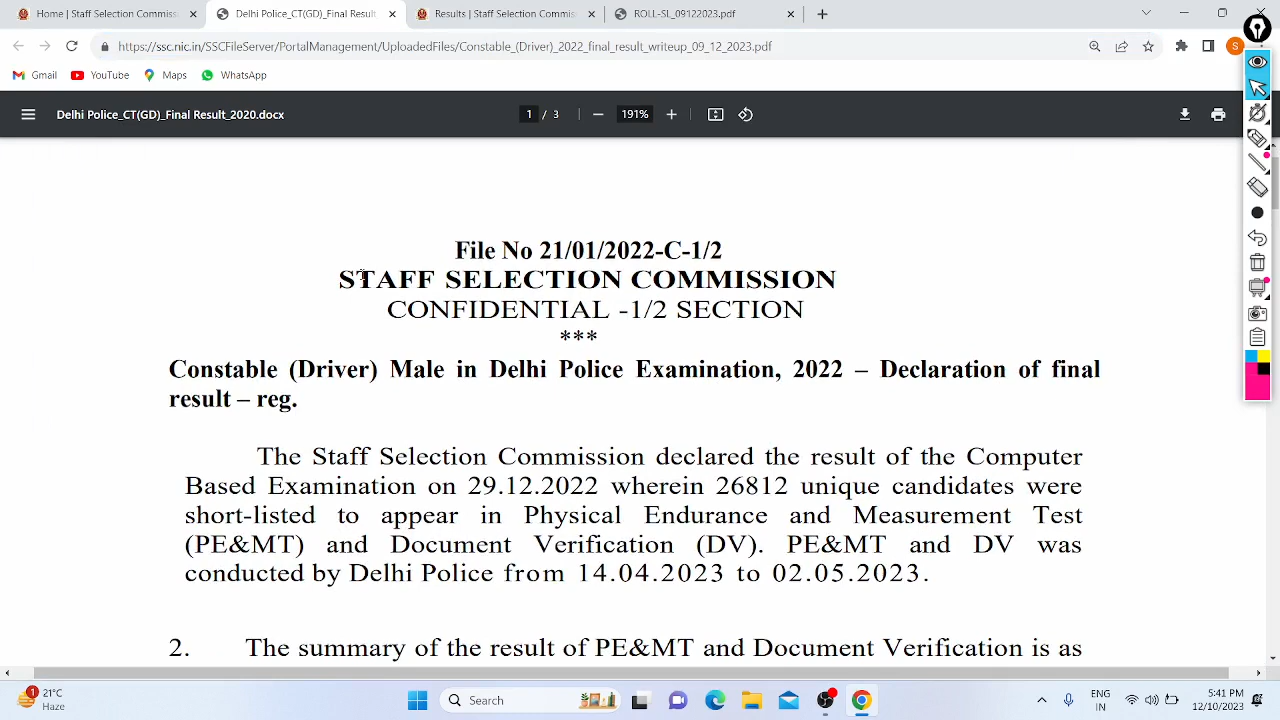 Home | Staff Selection Commissi
Delhi Police_CT(GD)_Final Result_
Results | Staff Selection Commiss
ROLL-SL_09122023.pdf
https://ssc.nic.in/SSCFileServer/PortalManagement/UploadedFiles/Constable_(Driver)_2022_final_result_writeup_09_12_2023.pdf
S
Gmail
YouTube
Maps
WhatsApp
Delhi Police_CT(GD)_Final Result_2020.docx
1 / 3
191%
File No 21/01/2022-C-1/2
STAFF SELECTION COMMISSION
CONFIDENTIAL -1/2 SECTION
***
Constable (Driver) Male in Delhi Police Examination, 2022 – Declaration of final
result – reg.
The Staff Selection Commission declared the result of the Computer
Based Examination on 29.12.2022 wherein 26812 unique candidates were
short-listed to appear in Physical Endurance and Measurement Test
(PE&MT) and Document Verification (DV). PE&MT and DV was
conducted by Delhi Police from 14.04.2023 to 02.05.2023.
2. The summary of the result of PE&MT and Document Verification is as
1
21°C
Haze
Search
ENG
IN
5:41 PM
12/10/2023